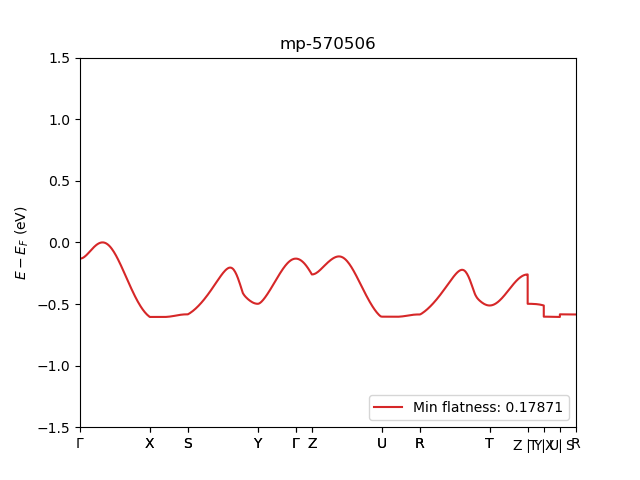 mp-570506
1.5
1.0
0.5
0.0
−0.5
−1.0
−1.5
E − E_F (eV)
Min flatness: 0.17871
Γ X S Y Γ Z U R T Z|T Y|X U|S R